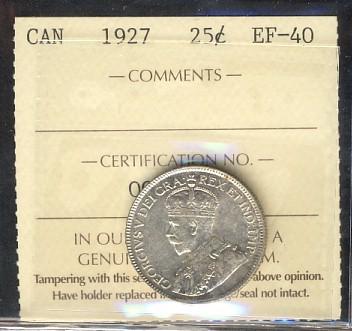 CAN 1927 25¢ EF-40
— COMMENTS —
— CERTIFICATION NO. —
IN OU A
GENU M.
Tampering with this se above opinion.
Have holder replaced /seal not intact.
GEORGIVS V DEI GRA: REX ET IND:IMP: